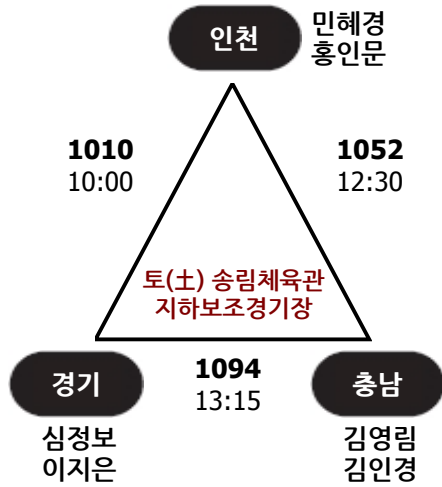 인천
민혜경
홍인문
1010
10:00
1052
12:30
토(土) 송림체육관
지하보조경기장
경기
1094
13:15
충남
심정보
이지은
김영림
김인경